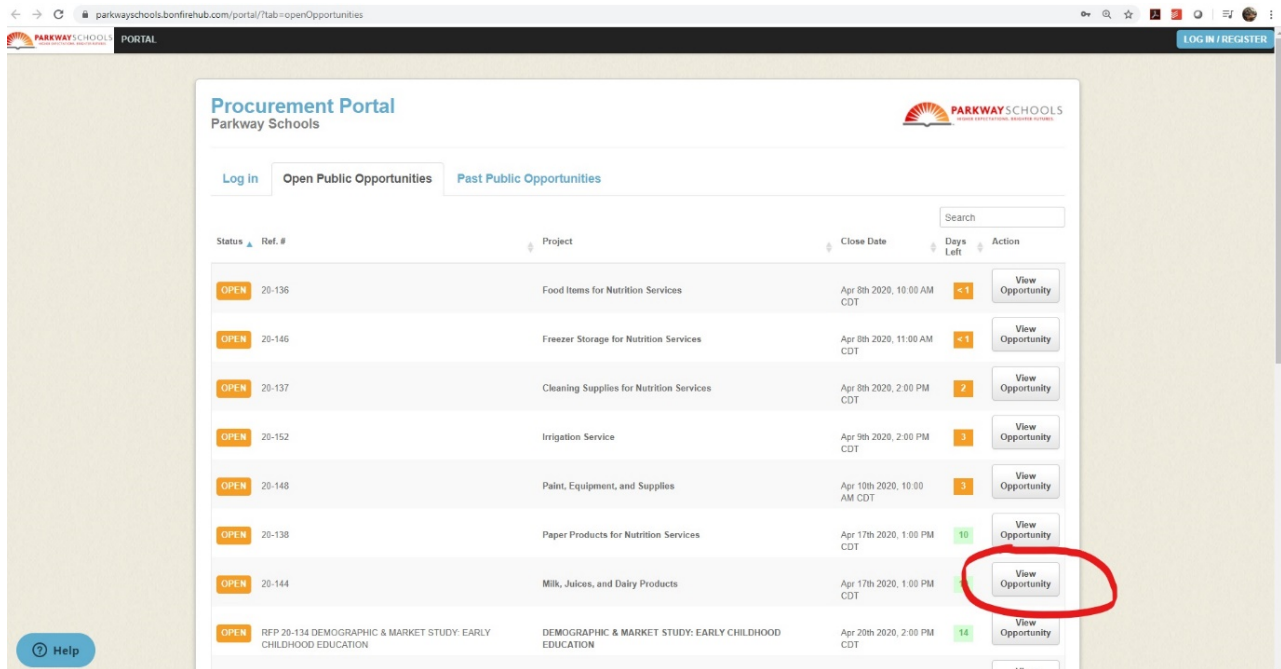 parkwayschools.bonfirehub.com/portal/?tab=openOpportunities
PARKWAYSCHOOLS PORTAL LOG IN / REGISTER
Procurement Portal
Parkway Schools
PARKWAYSCHOOLS
HIGHER EXPECTATIONS. BRIGHTER FUTURES.
Log in Open Public Opportunities Past Public Opportunities
Search
Status Ref. # Project Close Date Days Left Action
OPEN 20-136 Food Items for Nutrition Services Apr 8th 2020, 10:00 AM CDT < 1 View Opportunity
OPEN 20-146 Freezer Storage for Nutrition Services Apr 8th 2020, 11:00 AM CDT < 1 View Opportunity
OPEN 20-137 Cleaning Supplies for Nutrition Services Apr 8th 2020, 2:00 PM CDT 2 View Opportunity
OPEN 20-152 Irrigation Service Apr 9th 2020, 2:00 PM CDT 3 View Opportunity
OPEN 20-148 Paint, Equipment, and Supplies Apr 10th 2020, 10:00 AM CDT 3 View Opportunity
OPEN 20-138 Paper Products for Nutrition Services Apr 17th 2020, 1:00 PM CDT 10 View Opportunity
OPEN 20-144 Milk, Juices, and Dairy Products Apr 17th 2020, 1:00 PM CDT View Opportunity
OPEN RFP 20-134 DEMOGRAPHIC & MARKET STUDY: EARLY CHILDHOOD EDUCATION DEMOGRAPHIC & MARKET STUDY: EARLY CHILDHOOD EDUCATION Apr 20th 2020, 2:00 PM CDT 14 View Opportunity
Help